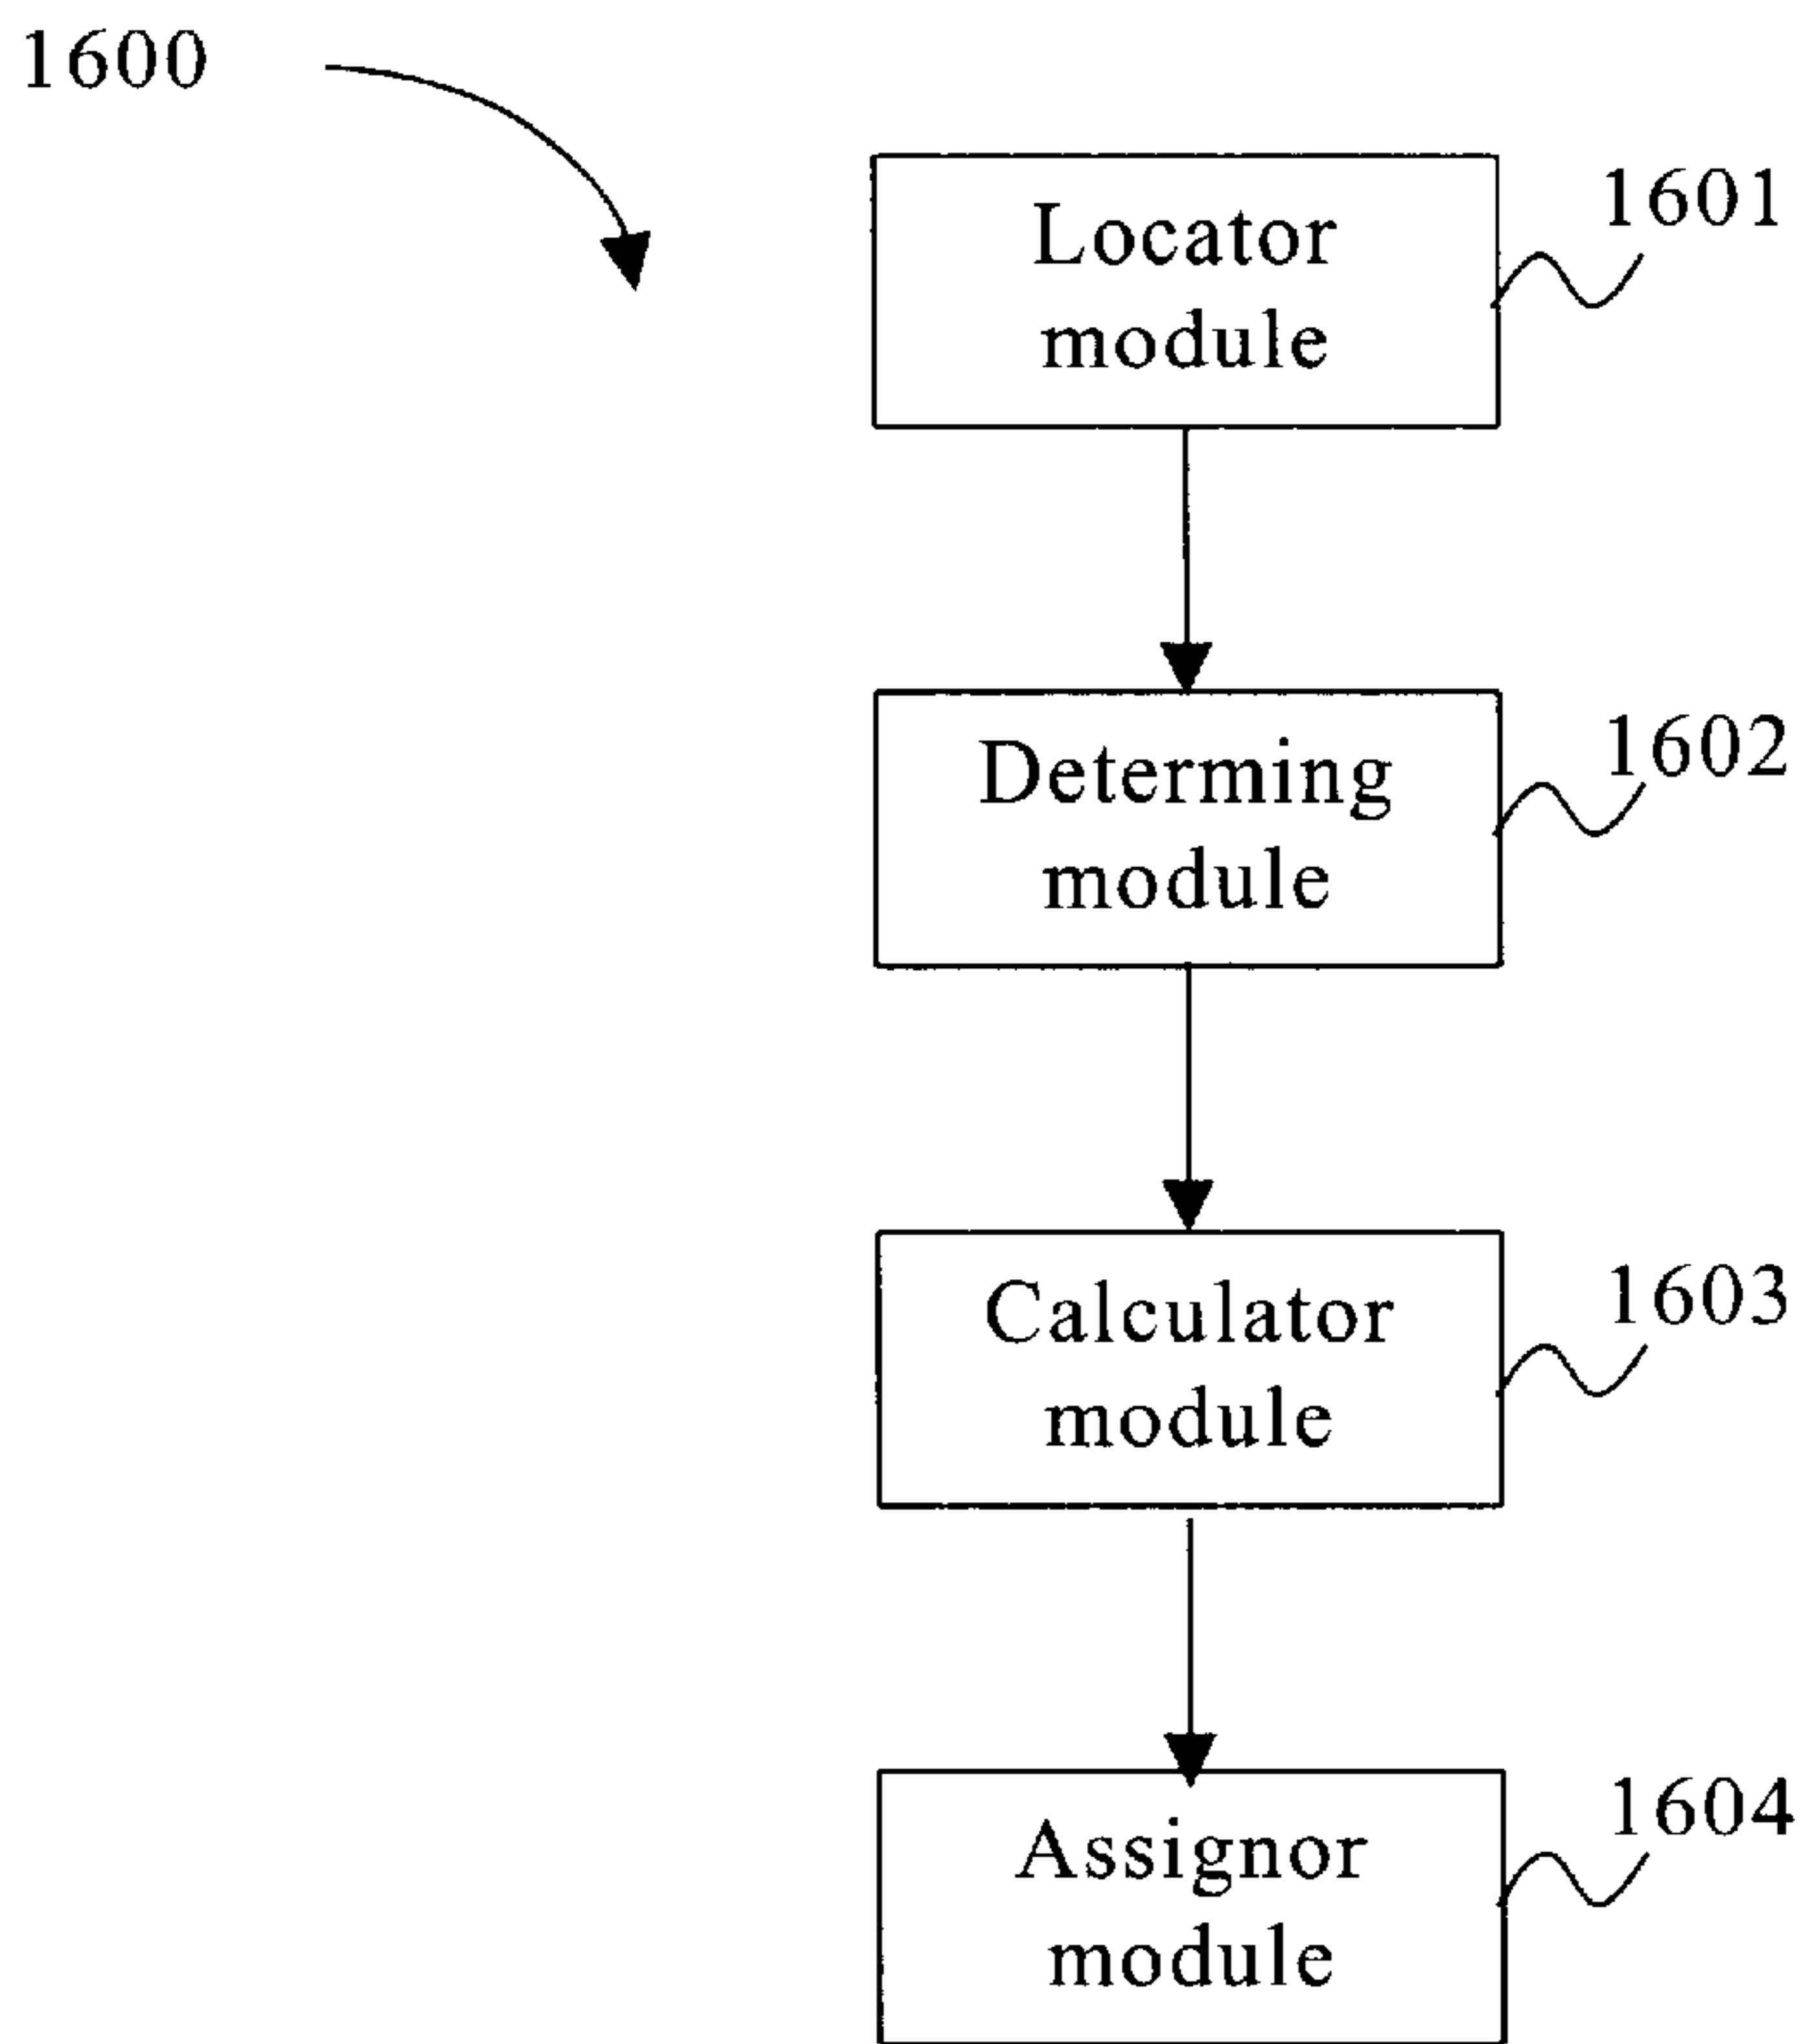 1600
Locator
module
1601
Determing
module
1602
Calculator
module
1603
Assignor
module
1604